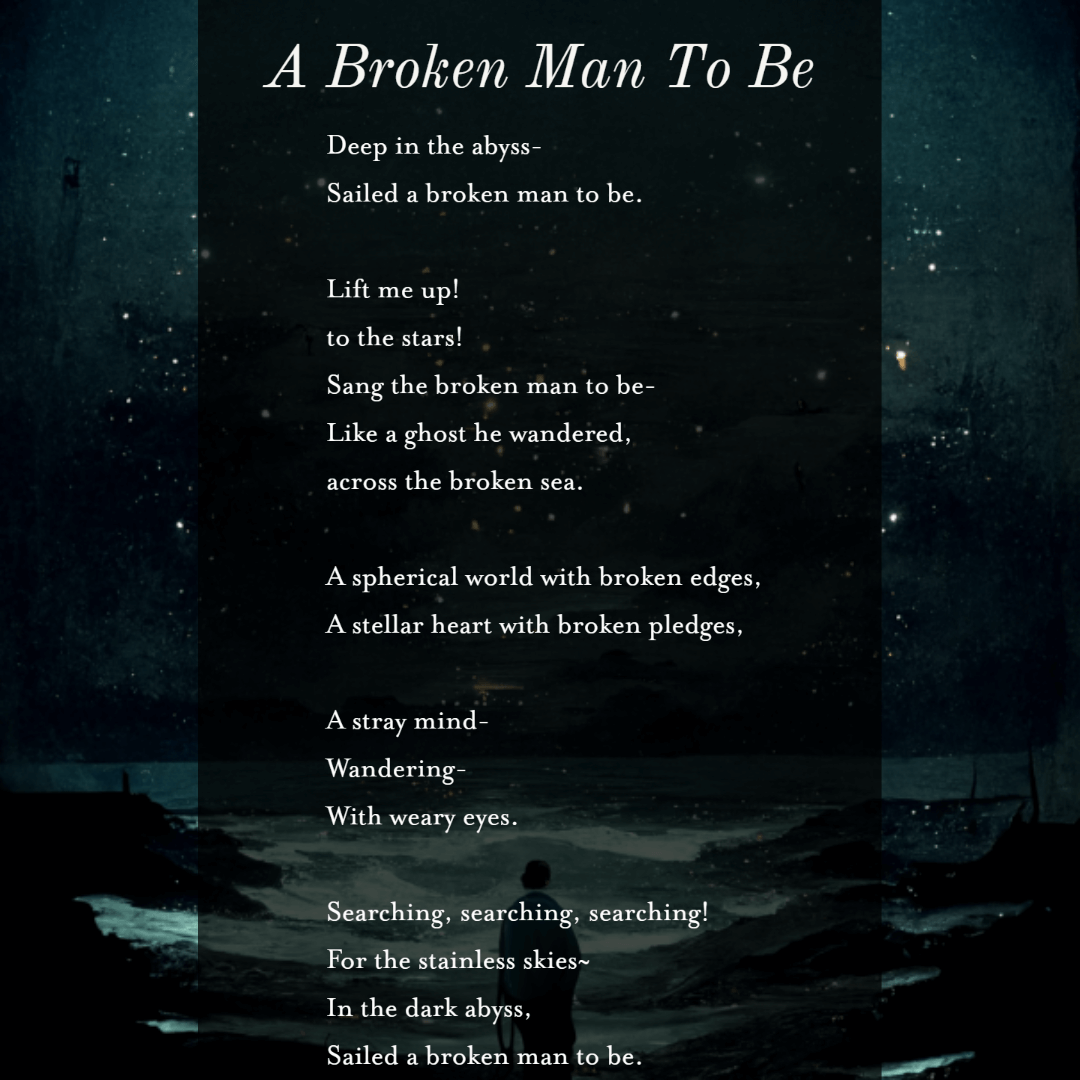 A Broken Man To Be
Deep in the abyss-
Sailed a broken man to be.
Lift me up!
to the stars!
Sang the broken man to be-
Like a ghost he wandered,
across the broken sea.
A spherical world with broken edges,
A stellar heart with broken pledges,
A stray mind-
Wandering-
With weary eyes.
Searching, searching, searching!
For the stainless skies~
In the dark abyss,
Sailed a broken man to be.